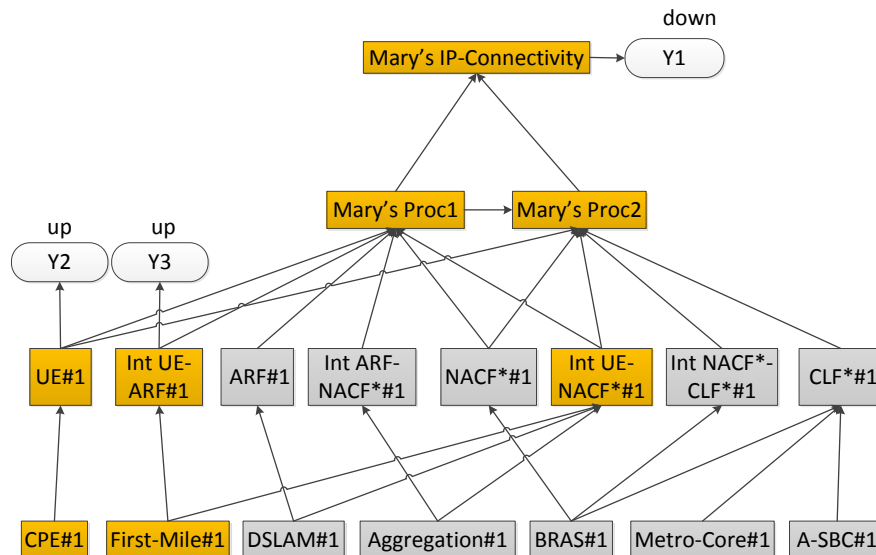 down
Mary's IP-Connectivity
Y1
Mary's Proc1
Mary's Proc2
up
up
Y2
Y3
UE#1
Int UE-
ARF#1
ARF#1
Int ARF-
NACF*#1
NACF*#1
Int UE-
NACF*#1
Int NACF*-
CLF*#1
CLF*#1
CPE#1
First-Mile#1
DSLAM#1
Aggregation#1
BRAS#1
Metro-Core#1
A-SBC#1